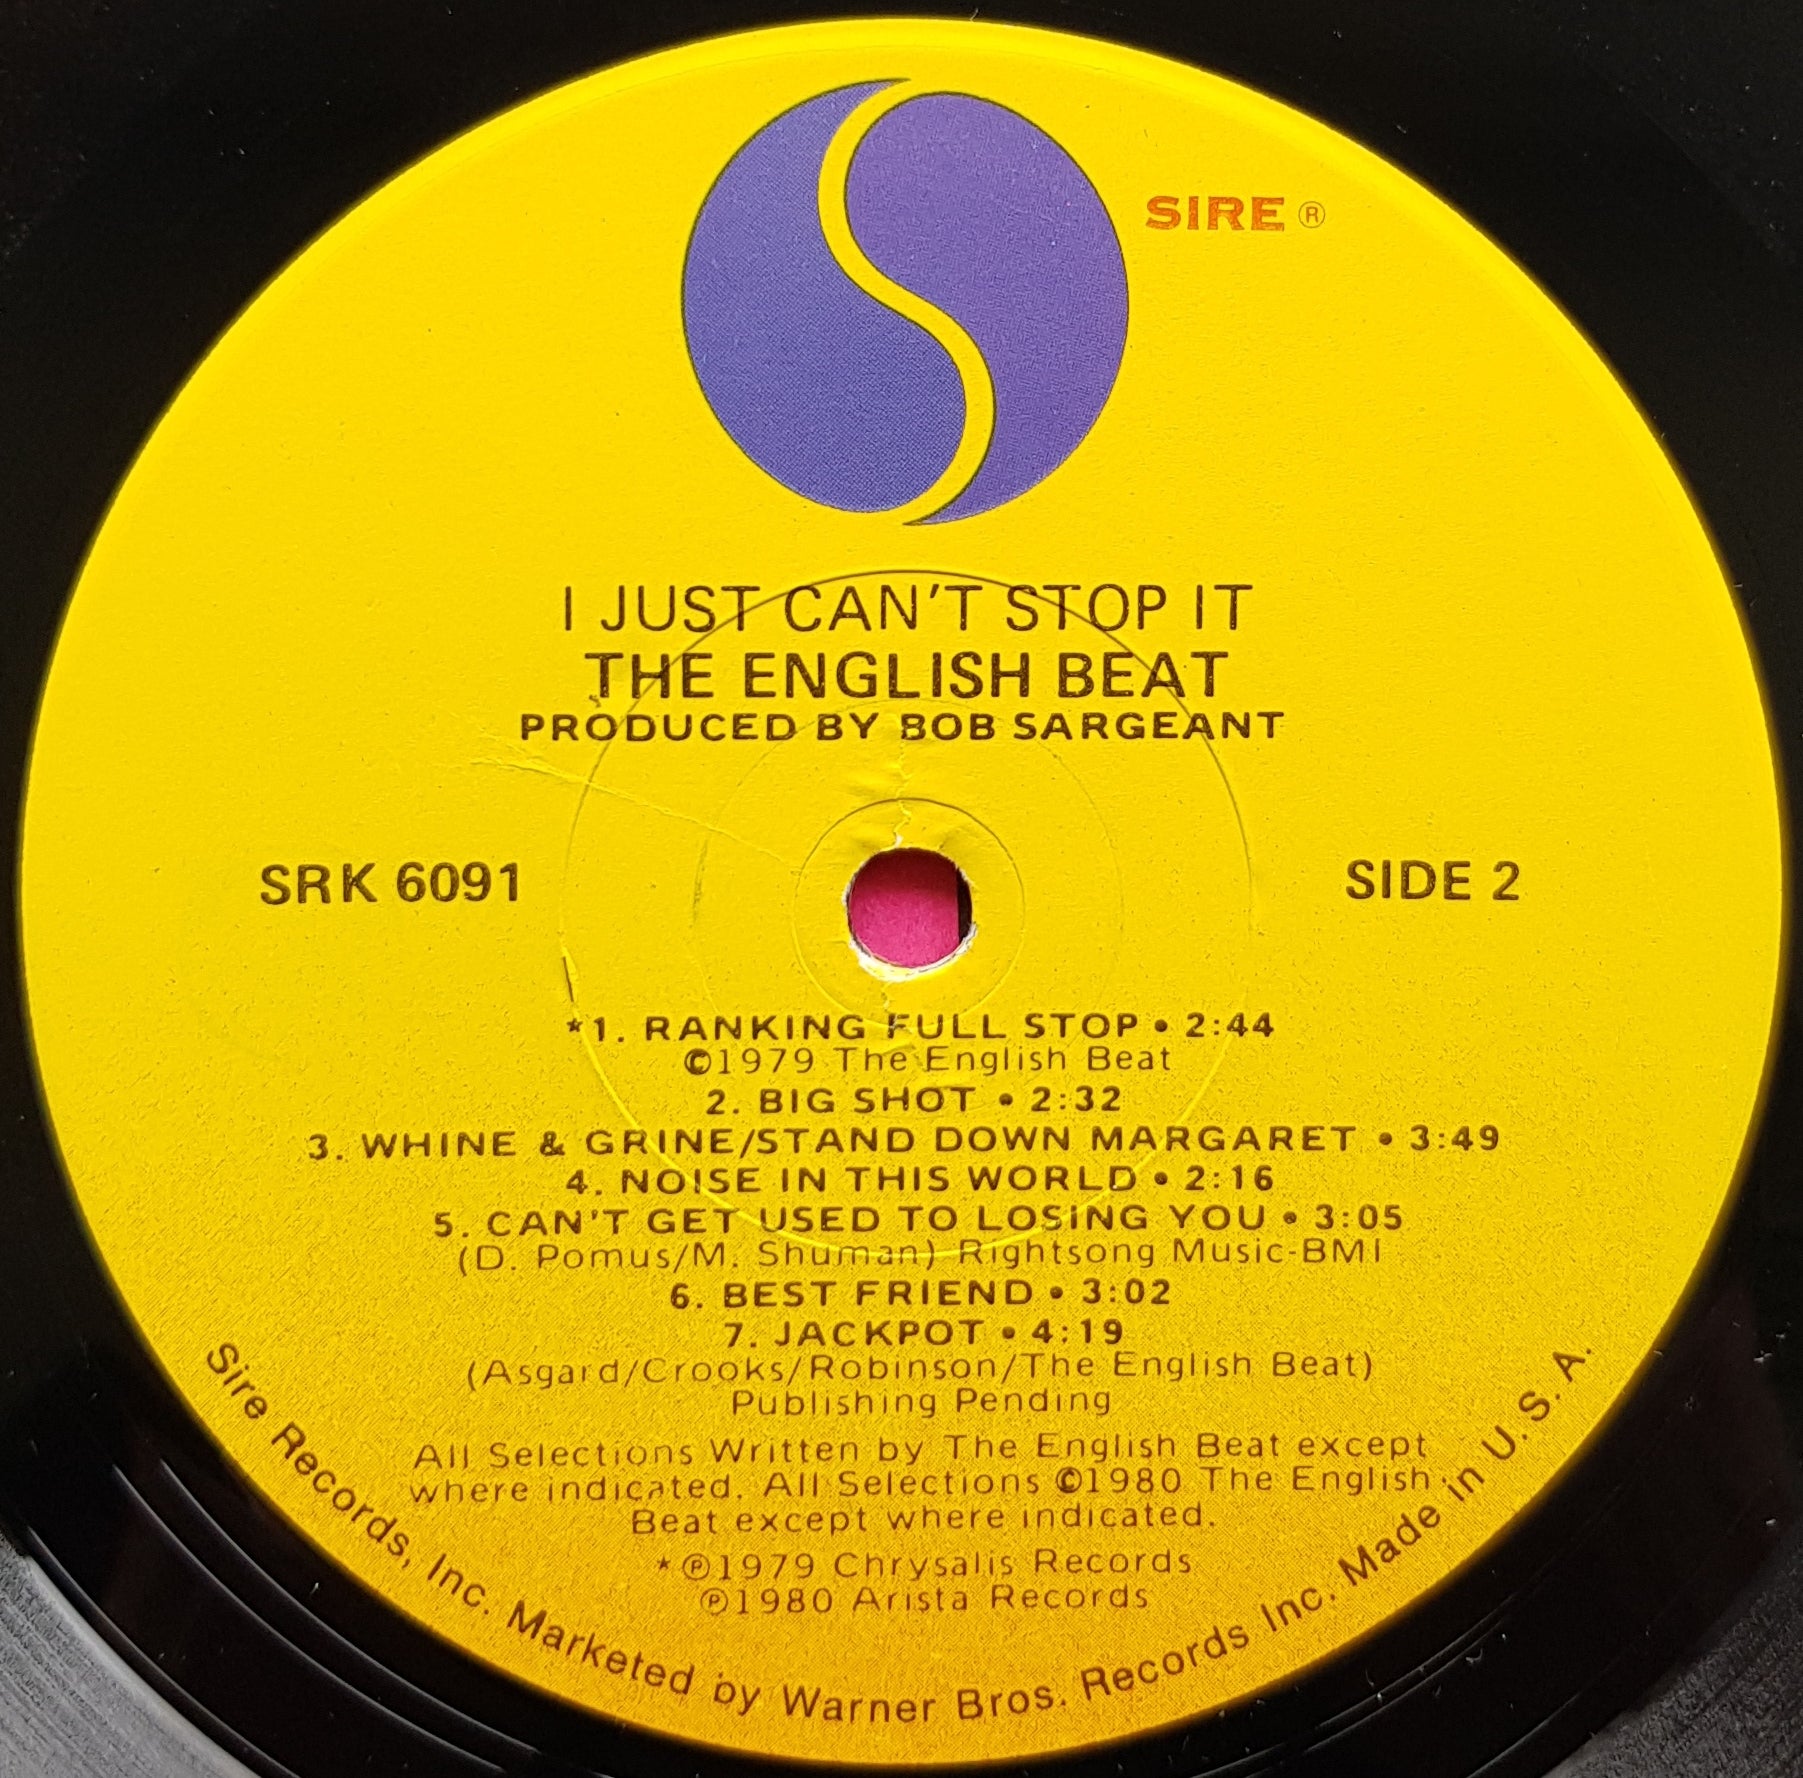 SIRE ®
I JUST CAN'T STOP IT
THE ENGLISH BEAT
PRODUCED BY BOB SARGEANT
SRK 6091
SIDE 2
*1. RANKING FULL STOP • 2:44
©1979 The English Beat
2. BIG SHOT • 2:32
3. WHINE & GRINE/STAND DOWN MARGARET • 3:49
4. NOISE IN THIS WORLD • 2:16
5. CAN'T GET USED TO LOSING YOU • 3:05
(D. Pomus/M. Shuman) Rightsong Music-BMI
6. BEST FRIEND • 3:02
7. JACKPOT • 4:19
(Asgard/Crooks/Robinson/The English Beat)
Publishing Pending
All Selections Written by The English Beat except
where indicated. All Selections ©1980 The English
Beat except where indicated.
*℗1979 Chrysalis Records
℗1980 Arista Records
Sire Records, Inc. Marketed by Warner Bros. Records Inc. Made in U.S.A.